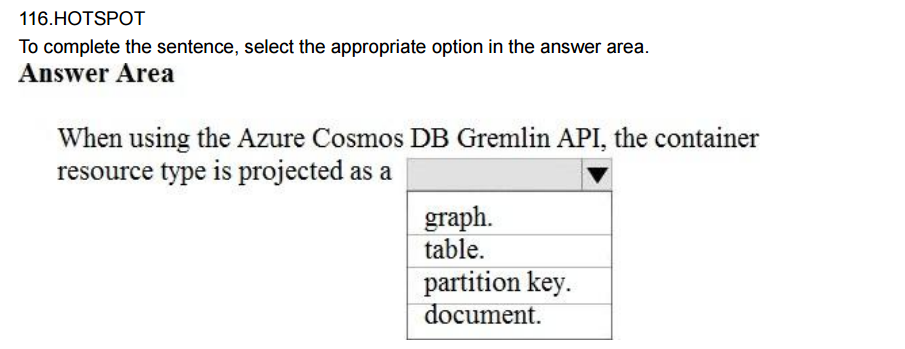 116.HOTSPOT
To complete the sentence, select the appropriate option in the answer area.
Answer Area
When using the Azure Cosmos DB Gremlin API, the container
resource type is projected as a
graph.
table.
partition key.
document.